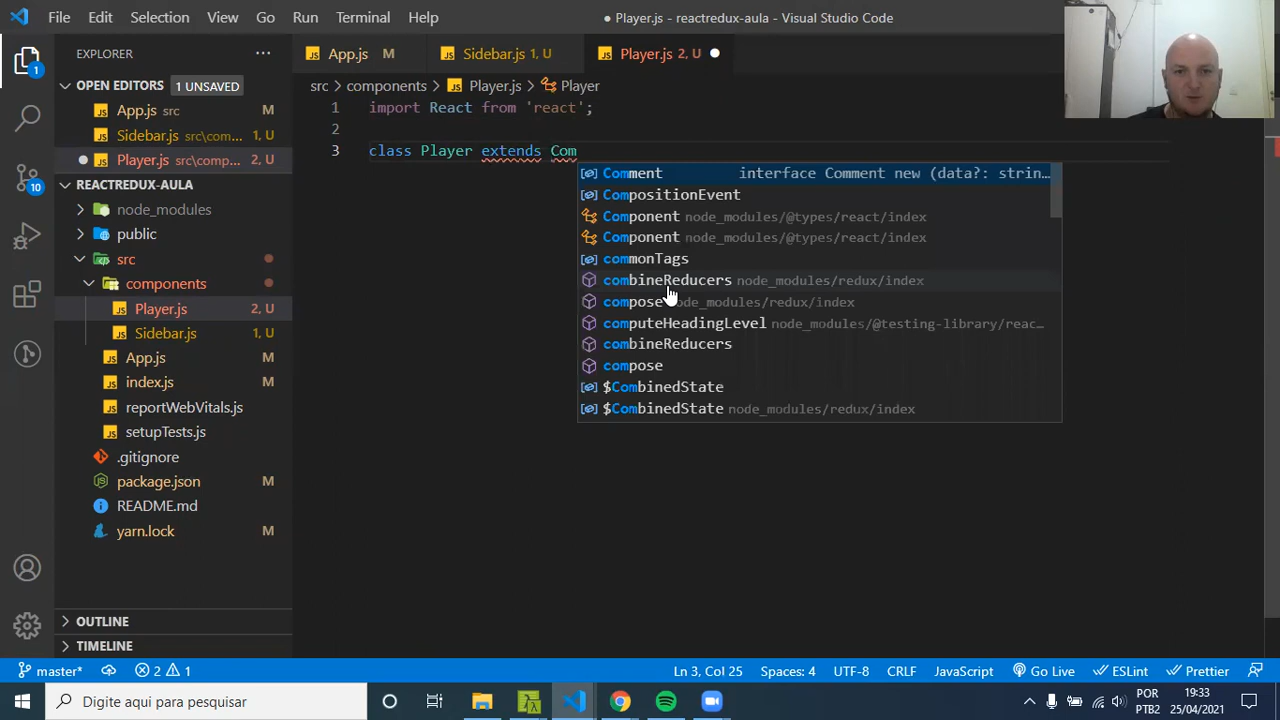 File Edit Selection View Go Run Terminal Help
● Player.js - reactredux-aula - Visual Studio Code
EXPLORER
App.js M
Sidebar.js 1, U
Player.js 2, U
OPEN EDITORS 1 UNSAVED
App.js src M
Sidebar.js src\com... 1, U
Player.js src\comp... 2, U
REACTREDUX-AULA
node_modules
public
src
components
Player.js 2, U
Sidebar.js 1, U
App.js M
index.js M
reportWebVitals.js
setupTests.js
.gitignore
package.json M
README.md
yarn.lock M
OUTLINE
TIMELINE
1
10
src > components > Player.js > Player
1 import React from 'react';
2
3 class Player extends Com
Comment interface Comment new (data?: strin...
CompositionEvent
Component node_modules/@types/react/index
Component node_modules/@types/react/index
commonTags
combineReducers node_modules/redux/index
compose node_modules/redux/index
computeHeadingLevel node_modules/@testing-library/reac...
combineReducers
compose
$CombinedState
$CombinedState node_modules/redux/index
master* 2 1 Ln 3, Col 25 Spaces: 4 UTF-8 CRLF JavaScript Go Live ESLint Prettier
Digite aqui para pesquisar
POR
PTB2
19:33
25/04/2021